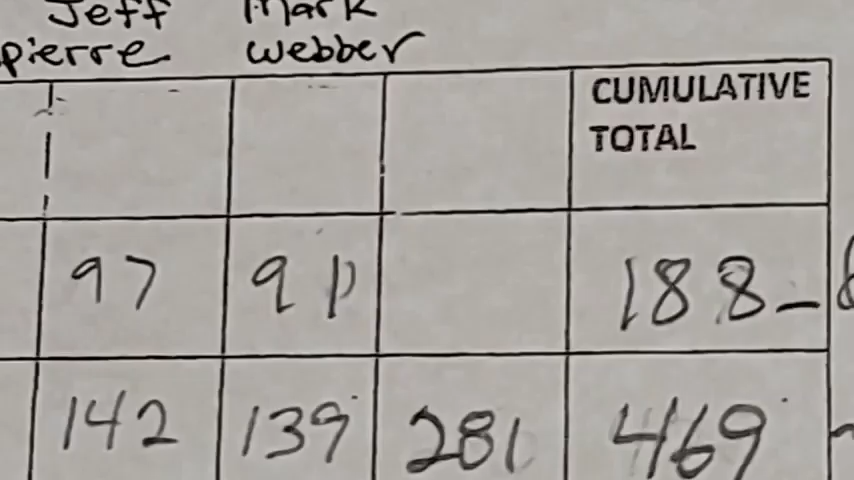 Jeff Mark
pierre webber
CUMULATIVE
TOTAL
97 91 188 –
142 139 281 469